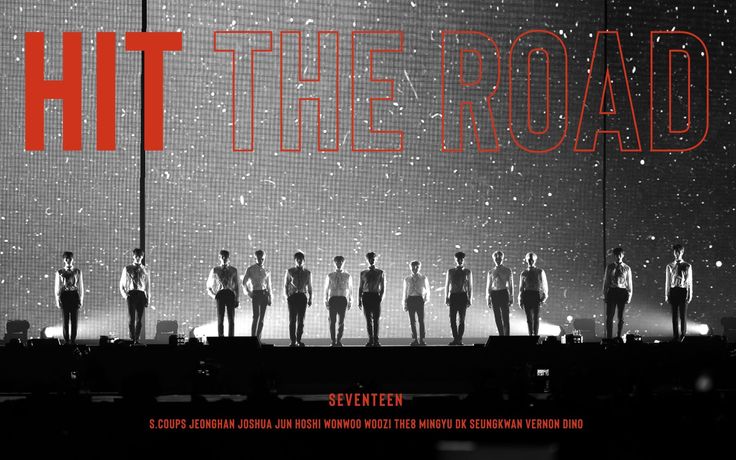 HIT THE ROAD
SEVENTEEN
S.COUPS JEONGHAN JOSHUA JUN HOSHI WONWOO WOOZI THE8 MINGYU DK SEUNGKWAN VERNON DINO